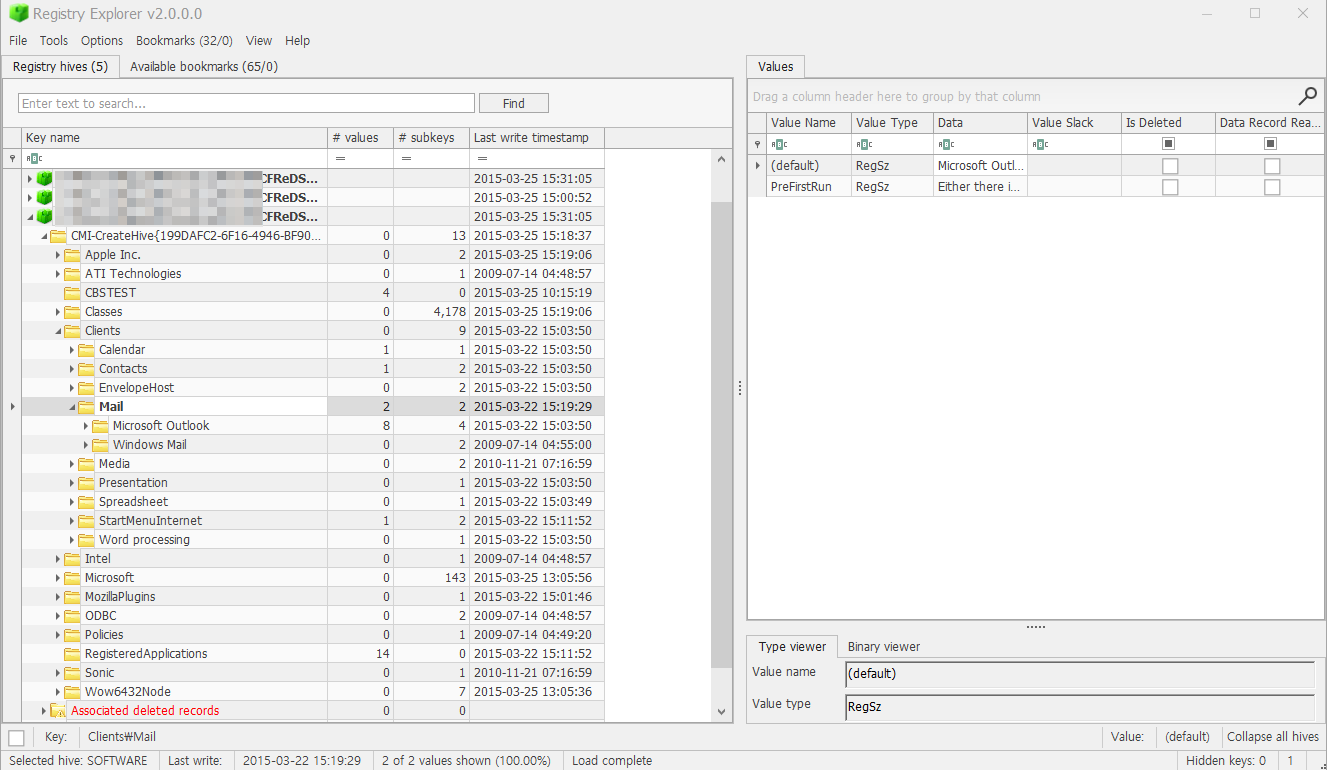 Registry Explorer v2.0.0.0
File Tools Options Bookmarks (32/0) View Help
Registry hives (5) Available bookmarks (65/0)
Enter text to search... Find
Key name # values # subkeys Last write timestamp
= = =
CFReDS... 2015-03-25 15:31:05
CFReDS... 2015-03-25 15:00:52
CFReDS... 2015-03-25 15:31:05
CMI-CreateHive{199DAFC2-6F16-4946-BF90... 0 13 2015-03-25 15:18:37
Apple Inc. 0 2 2015-03-25 15:19:06
ATI Technologies 0 1 2009-07-14 04:48:57
CBSTEST 4 0 2015-03-25 10:15:19
Classes 0 4,178 2015-03-25 15:19:06
Clients 0 9 2015-03-22 15:03:50
Calendar 1 1 2015-03-22 15:03:50
Contacts 1 2 2015-03-22 15:03:50
EnvelopeHost 0 2 2015-03-22 15:03:50
Mail 2 2 2015-03-22 15:19:29
Microsoft Outlook 8 4 2015-03-22 15:03:50
Windows Mail 0 2 2009-07-14 04:55:00
Media 0 2 2010-11-21 07:16:59
Presentation 0 1 2015-03-22 15:03:50
Spreadsheet 0 1 2015-03-22 15:03:49
StartMenuInternet 1 2 2015-03-22 15:11:52
Word processing 0 1 2015-03-22 15:03:50
Intel 0 1 2009-07-14 04:48:57
Microsoft 0 143 2015-03-25 13:05:56
MozillaPlugins 0 1 2015-03-22 15:01:46
ODBC 0 2 2009-07-14 04:48:57
Policies 0 1 2009-07-14 04:49:20
RegisteredApplications 14 0 2015-03-22 15:11:52
Sonic 0 1 2010-11-21 07:16:59
Wow6432Node 0 7 2015-03-25 13:05:36
Associated deleted records 0 0
Values
Drag a column header here to group by that column
Value Name Value Type Data Value Slack Is Deleted Data Record Rea...
(default) RegSz Microsoft Outl...
PreFirstRun RegSz Either there i...
Type viewer Binary viewer
Value name (default)
Value type RegSz
Key: Clients₩Mail Value: (default) Collapse all hives
Selected hive: SOFTWARE Last write: 2015-03-22 15:19:29 2 of 2 values shown (100.00%) Load complete Hidden keys: 0 1